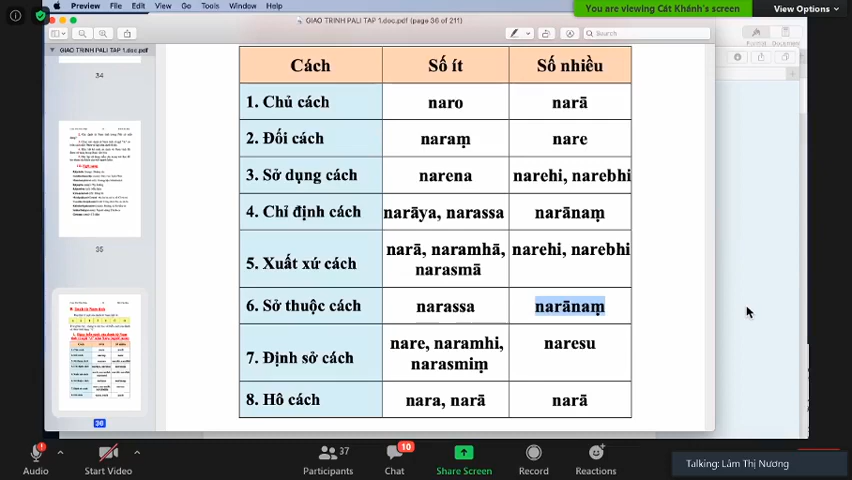 Preview File Edit View Go Tools Window Help
You are viewing Cát Khánh's screen
View Options
GIAO TRINH PALI TAP 1.doc.pdf (page 36 of 211)
Search
GIAO TRINH PALI TAP 1.doc.pdf
34
35
36
Cách Số ít Số nhiều
1. Chủ cách naro narā
2. Đối cách naraṃ nare
3. Sở dụng cách narena narehi, narebhi
4. Chỉ định cách narāya, narassa narānaṃ
5. Xuất xứ cách narā, naramhā, narasmā narehi, narebhi
6. Sở thuộc cách narassa narānaṃ
7. Định sở cách nare, naramhi, narasmiṃ naresu
8. Hô cách nara, narā narā
Audio
Start Video
37
Participants
10
Chat
Share Screen
Record
Reactions
Talking: Lâm Thị Nương